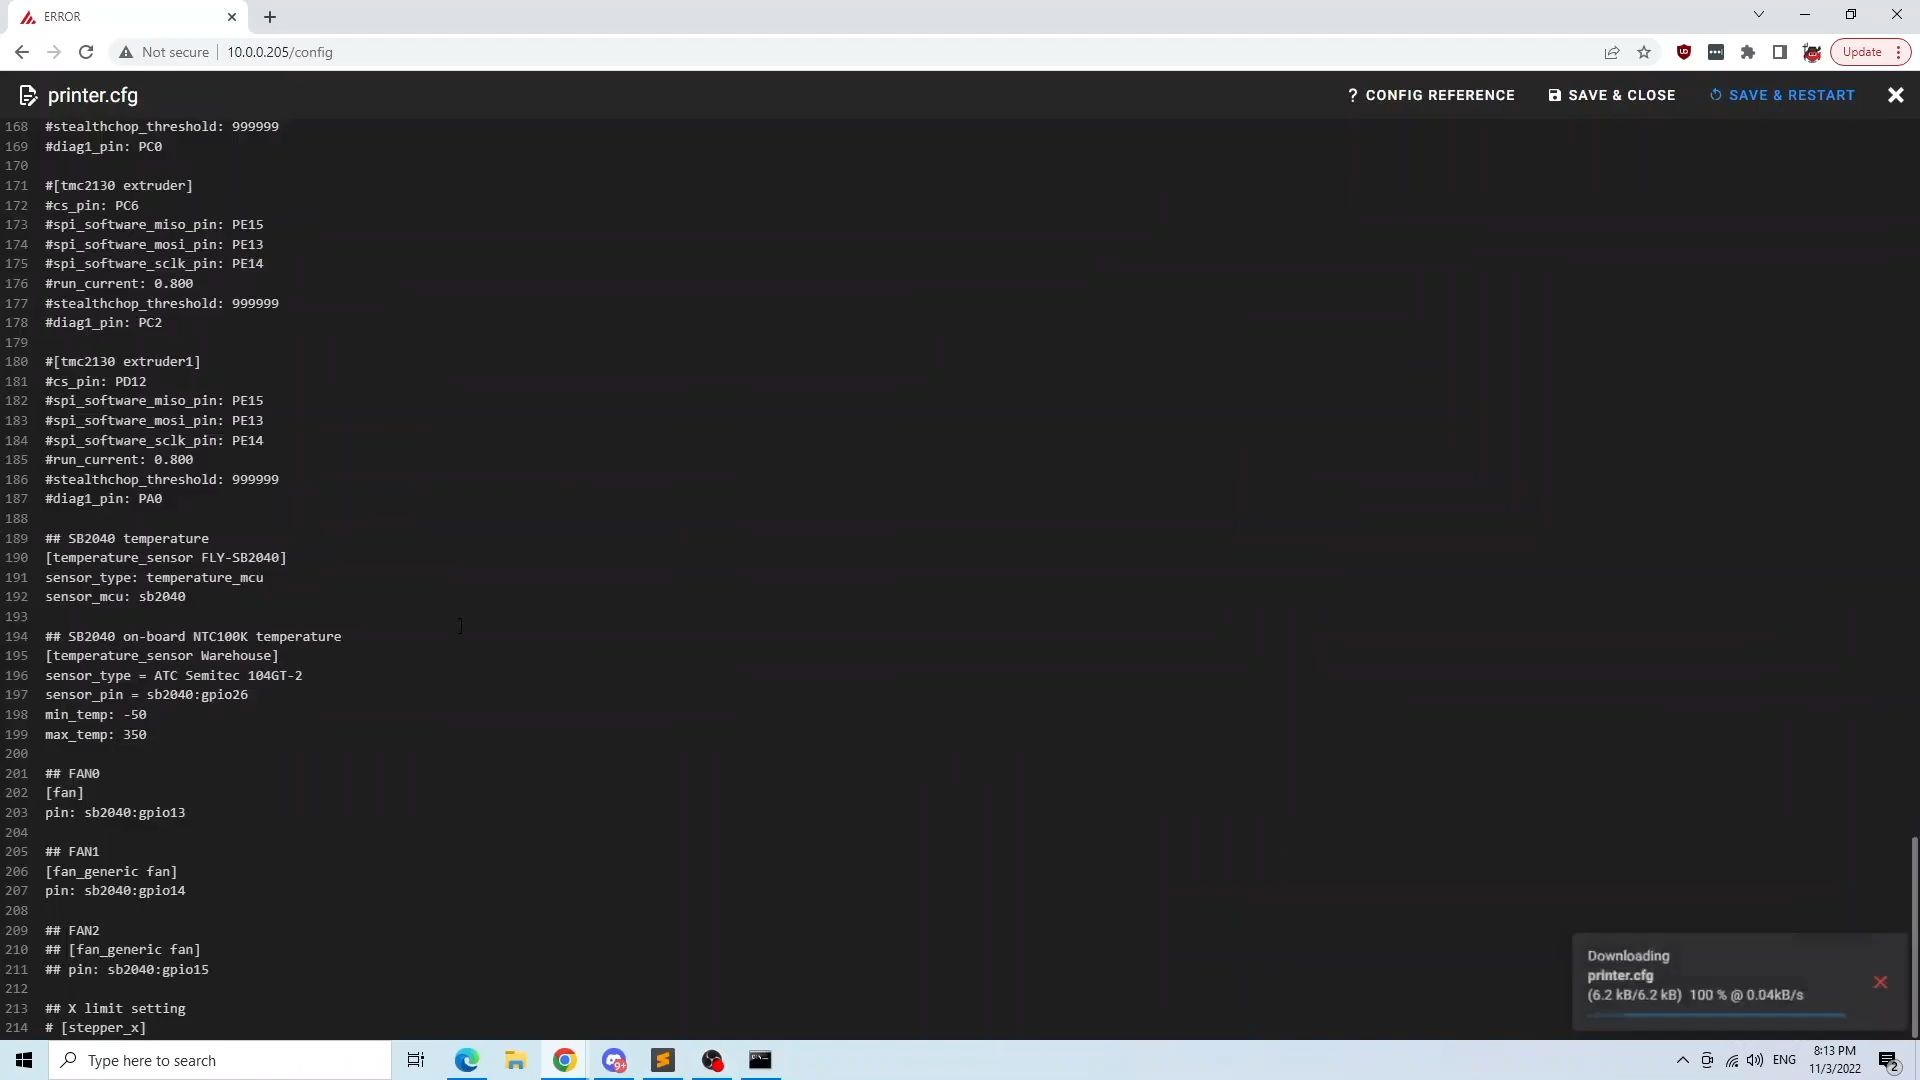 ERROR
Not secure
10.0.0.205/config
Update
printer.cfg
? CONFIG REFERENCE
SAVE & CLOSE
SAVE & RESTART
168 #stealthchop_threshold: 999999
169 #diag1_pin: PC0
170
171 #[tmc2130 extruder]
172 #cs_pin: PC6
173 #spi_software_miso_pin: PE15
174 #spi_software_mosi_pin: PE13
175 #spi_software_sclk_pin: PE14
176 #run_current: 0.800
177 #stealthchop_threshold: 999999
178 #diag1_pin: PC2
179
180 #[tmc2130 extruder1]
181 #cs_pin: PD12
182 #spi_software_miso_pin: PE15
183 #spi_software_mosi_pin: PE13
184 #spi_software_sclk_pin: PE14
185 #run_current: 0.800
186 #stealthchop_threshold: 999999
187 #diag1_pin: PA0
188
189 ## SB2040 temperature
190 [temperature_sensor FLY-SB2040]
191 sensor_type: temperature_mcu
192 sensor_mcu: sb2040
193
194 ## SB2040 on-board NTC100K temperature
195 [temperature_sensor Warehouse]
196 sensor_type = ATC Semitec 104GT-2
197 sensor_pin = sb2040:gpio26
198 min_temp: -50
199 max_temp: 350
200
201 ## FAN0
202 [fan]
203 pin: sb2040:gpio13
204
205 ## FAN1
206 [fan_generic fan]
207 pin: sb2040:gpio14
208
209 ## FAN2
210 ## [fan_generic fan]
211 ## pin: sb2040:gpio15
212
213 ## X limit setting
214 # [stepper_x]
Downloading
printer.cfg
(6.2 kB/6.2 kB) 100 % @ 0.04kB/s
Type here to search
9+
ENG
8:13 PM
11/3/2022
2